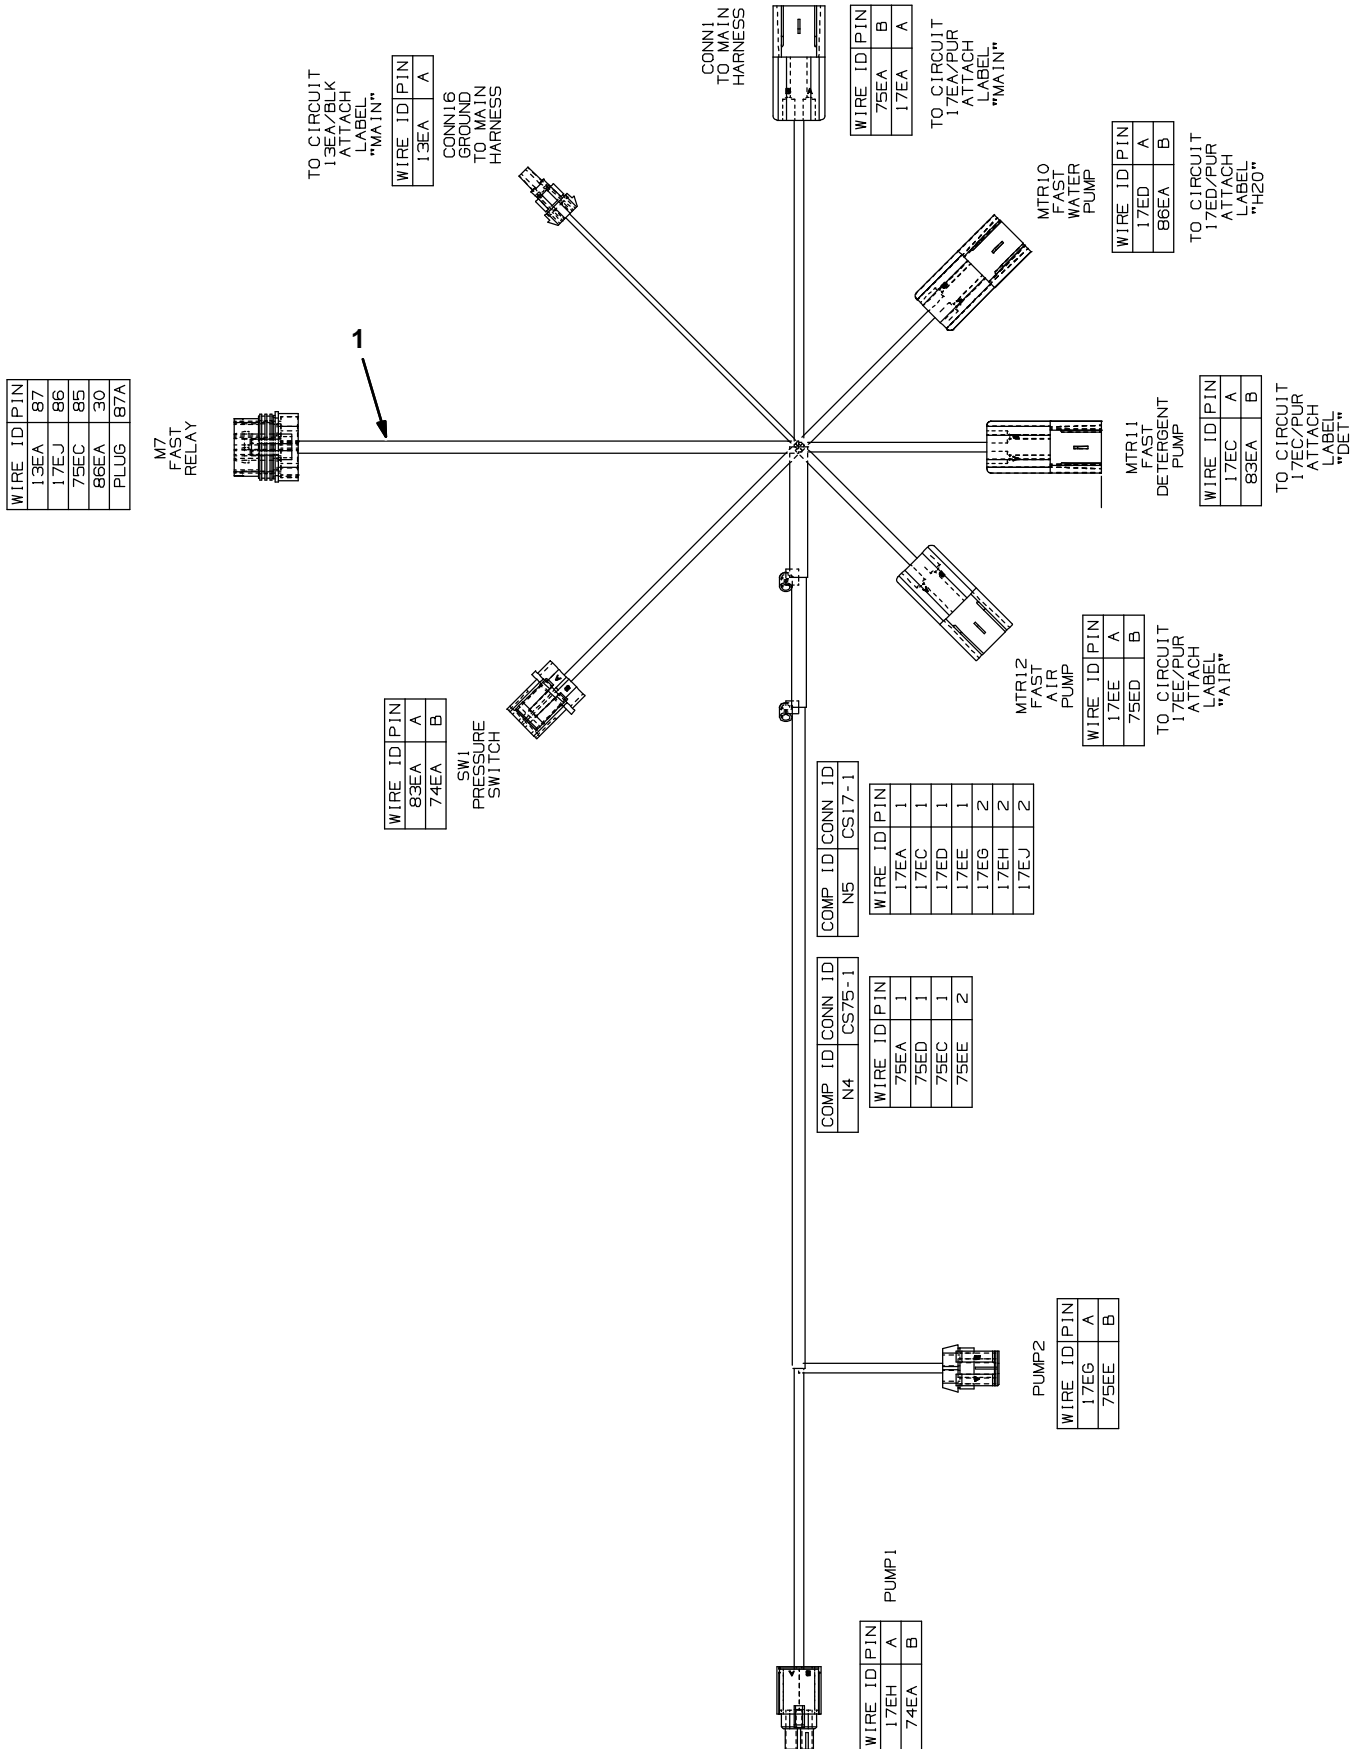 WIRE ID PIN
13EA 87
17EJ 86
75EC 85
86EA 30
PLUG 87A
M7
FAST
RELAY
1
TO CIRCUIT
13EA/BLK
ATTACH
LABEL
"MAIN"
WIRE ID PIN
13EA A
CONN16
GROUND
TO MAIN
HARNESS
CONN1
TO MAIN
HARNESS
WIRE ID PIN
75EA B
17EA A
TO CIRCUIT
17EA/PUR
ATTACH
LABEL
"MAIN"
MTR10
FAST
WATER
PUMP
WIRE ID PIN
17ED A
86EA B
TO CIRCUIT
17ED/PUR
ATTACH
LABEL
"H20"
MTR11
FAST
DETERGENT
PUMP
WIRE ID PIN
17EC A
83EA B
TO CIRCUIT
17EC/PUR
ATTACH
LABEL
"DET"
MTR12
FAST
AIR
PUMP
WIRE ID PIN
17EE A
75ED B
TO CIRCUIT
17EE/PUR
ATTACH
LABEL
"AIR"
WIRE ID PIN
83EA A
74EA B
SW1
PRESSURE
SWITCH
COMP ID CONN ID
N5 CS17-1
WIRE ID PIN
17EA 1
17EC 1
17ED 1
17EE 1
17EG 2
17EH 2
17EJ 2
COMP ID CONN ID
N4 CS75-1
WIRE ID PIN
75EA 1
75ED 1
75EC 1
75EE 2
PUMP2
WIRE ID PIN
17EG A
75EE B
PUMP1
WIRE ID PIN
17EH A
74EA B